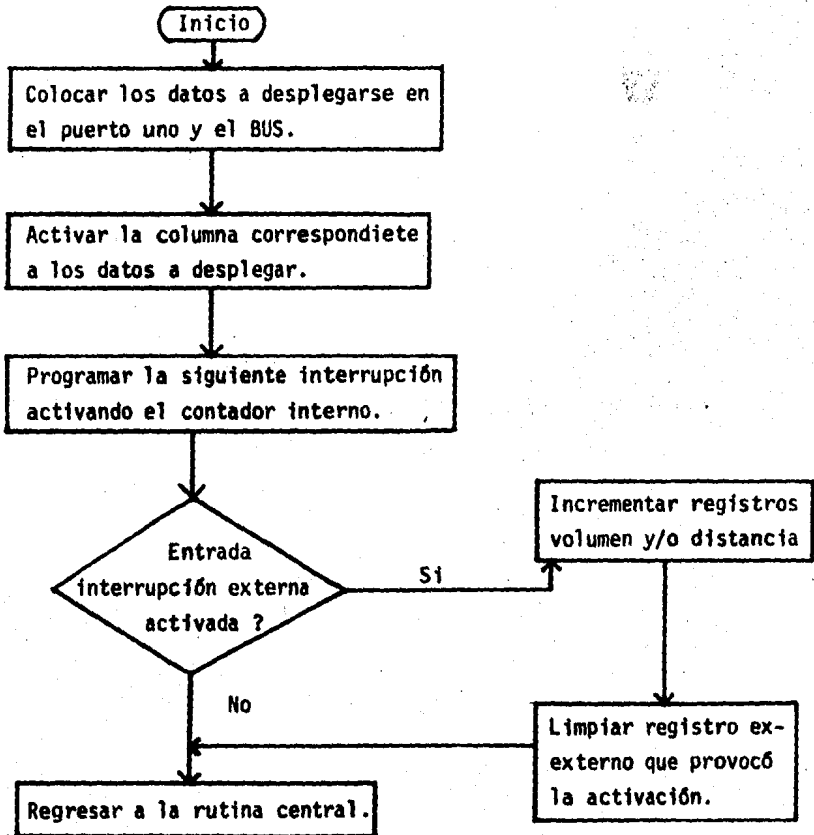 Inicio
Colocar los datos a desplegarse en
el puerto uno y el BUS.
Activar la columna correspondiete
a los datos a desplegar.
Programar la siguiente interrupción
activando el contador interno.
Entrada
interrupción externa
activada ?
Si
Incrementar registros
volumen y/o distancia
No
Limpiar registro ex-
externo que provocó
la activación.
Regresar a la rutina central.